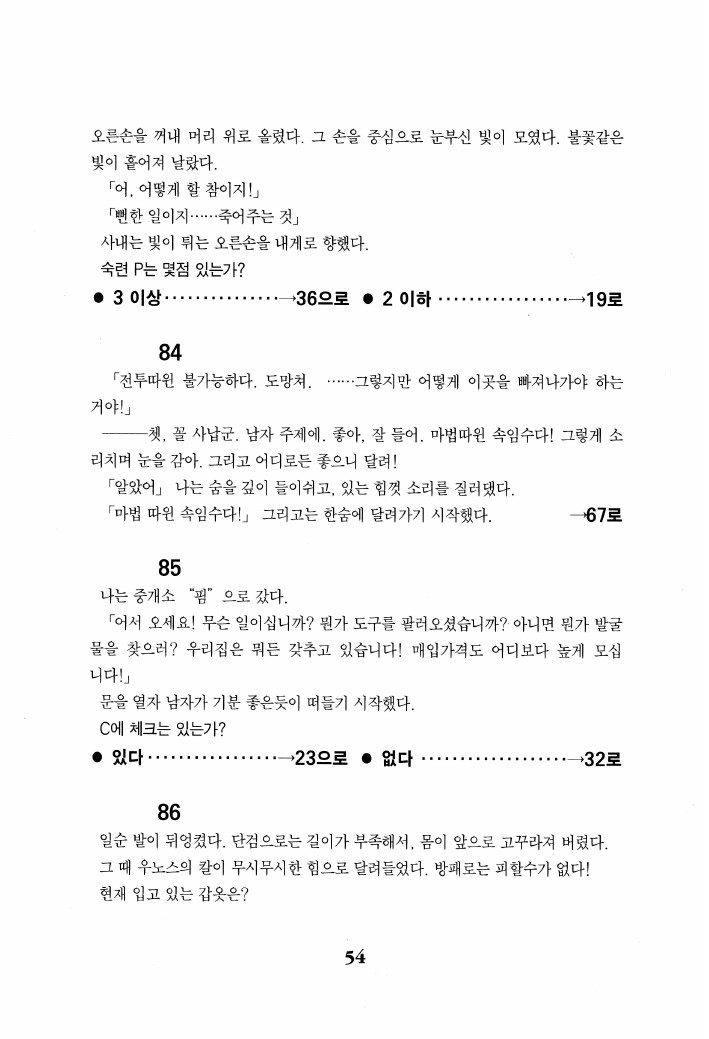 오른손을 꺼내 머리 위로 올렸다. 그 손을 중심으로 눈부신 빛이 모였다. 불꽃같은
빛이 흩어져 날랐다.
「어, 어떻게 할 참이지!」
「뻔한 일이지……죽어주는 것」
사내는 빛이 튀는 오른손을 내게로 향했다.
숙련 P는 몇점 있는가?
● 3 이상···············→36으로 ● 2 이하 ·················→19로
84
「전투따윈 불가능하다. 도망쳐. ……그렇지만 어떻게 이곳을 빠져나가야 하는
거야!」
———쳇, 꼴 사납군. 남자 주제에. 좋아, 잘 들어. 마법따윈 속임수다! 그렇게 소
리치며 눈을 감아. 그리고 어디로든 좋으니 달려!
「알았어」 나는 숨을 깊이 들이쉬고, 있는 힘껏 소리를 질러댔다.
「마법 따윈 속임수다!」 그리고는 한숨에 달려가기 시작했다. →67로
85
나는 중개소 “핌”으로 갔다.
「어서 오세요! 무슨 일이십니까? 뭔가 도구를 팔러오셨습니까? 아니면 뭔가 발굴
물을 찾으러? 우리집은 뭐든 갖추고 있습니다! 매입가격도 어디보다 높게 모십
니다!」
문을 열자 남자가 기분 좋은듯이 떠들기 시작했다.
C에 체크는 있는가?
● 있다·················→23으로 ● 없다 ···················→32로
86
일순 발이 뒤엉켰다. 단검으로는 길이가 부족해서, 몸이 앞으로 고꾸라져 버렸다.
그 때 우노스의 칼이 무시무시한 힘으로 달려들었다. 방패로는 피할수가 없다!
현재 입고 있는 갑옷은?
54